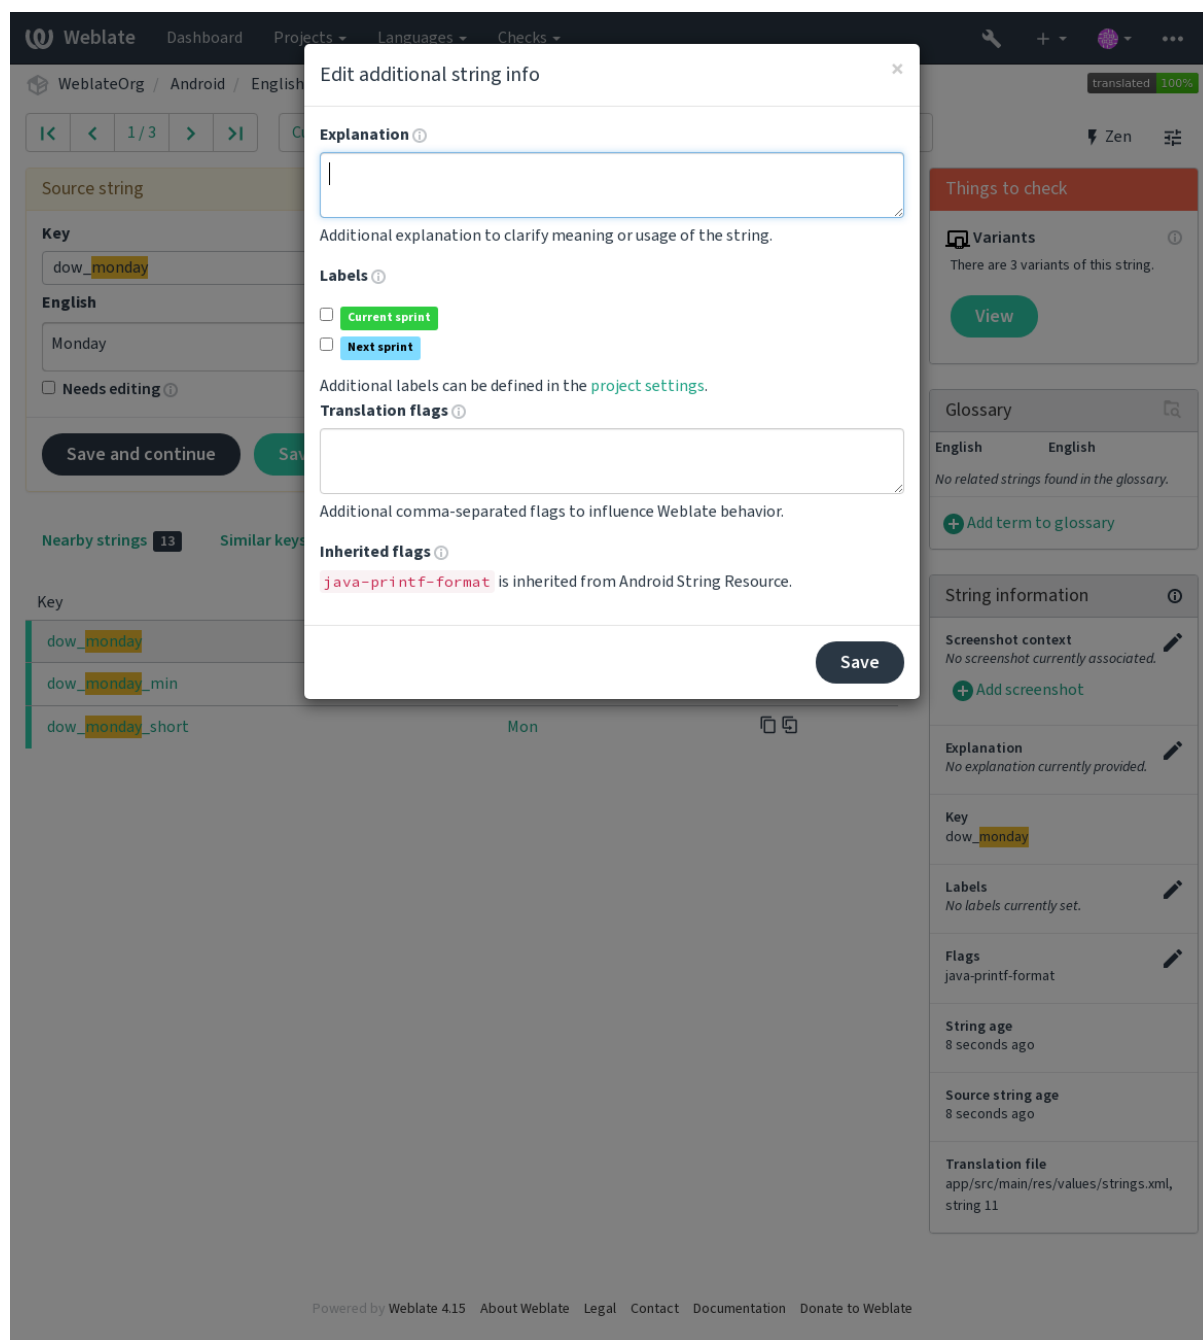 Weblate Dashboard Projects Languages Checks
WeblateOrg / Android / English
translated 100%
1 / 3
Zen
Edit additional string info
×
Explanation
Additional explanation to clarify meaning or usage of the string.
Labels
Current sprint
Next sprint
Additional labels can be defined in the project settings.
Translation flags
Additional comma-separated flags to influence Weblate behavior.
Inherited flags
java-printf-format is inherited from Android String Resource.
Save
Source string
Key
dow_monday
English
Monday
Needs editing
Save and continue
Nearby strings 13 Similar keys
Key
dow_monday
dow_monday_min
dow_monday_short Mon
Things to check
Variants
There are 3 variants of this string.
View
Glossary
English English
No related strings found in the glossary.
Add term to glossary
String information
Screenshot context
No screenshot currently associated.
Add screenshot
Explanation
No explanation currently provided.
Key
dow_monday
Labels
No labels currently set.
Flags
java-printf-format
String age
8 seconds ago
Source string age
8 seconds ago
Translation file
app/src/main/res/values/strings.xml,
string 11
Powered by Weblate 4.15 About Weblate Legal Contact Documentation Donate to Weblate